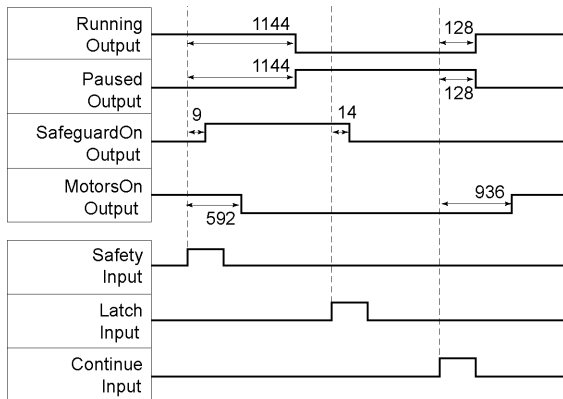 Running
Output
1144
128
Paused
Output
1144
128
SafeguardOn
Output
9
14
MotorsOn
Output
592
936
Safety
Input
Latch
Input
Continue
Input